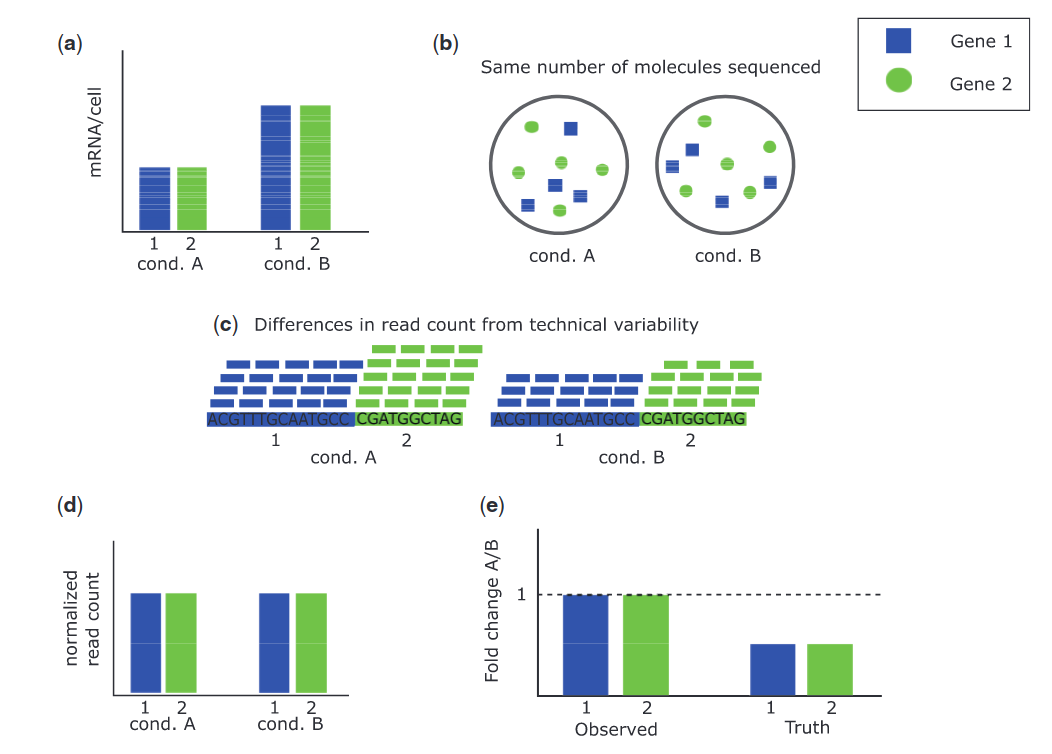 (a)
mRNA/cell
1 2 1 2
cond. A cond. B
(b)
Same number of molecules sequenced
cond. A cond. B
Gene 1
Gene 2
(c) Differences in read count from technical variability
ACGTTTGCAATGCC CGATGGCTAG ACGTTTGCAATGCC CGATGGCTAG
1 2 1 2
cond. A cond. B
(d)
normalized
read count
1 2 1 2
cond. A cond. B
(e)
Fold change A/B
1
1 2 1 2
Observed Truth